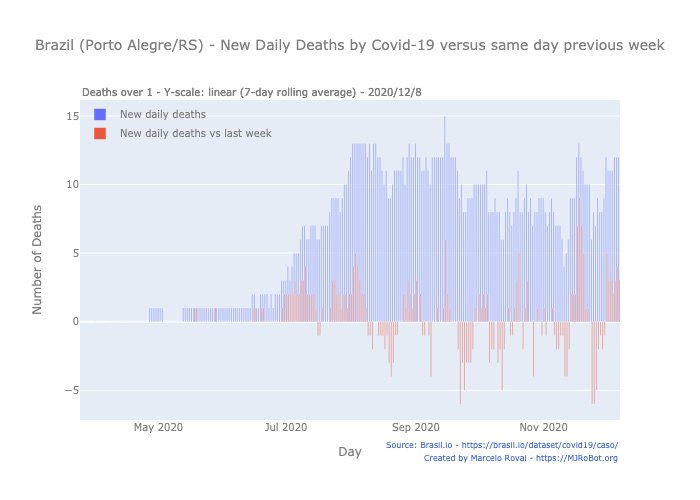 Brazil (Porto Alegre/RS) - New Daily Deaths by Covid-19 versus same day previous week
Deaths over 1 - Y-scale: linear (7-day rolling average) - 2020/12/8
New daily deaths
New daily deaths vs last week
15
10
5
0
−5
Number of Deaths
May 2020
Jul 2020
Sep 2020
Nov 2020
Day
Source: Brasil.io - https://brasil.io/dataset/covid19/caso/
Created by Marcelo Rovai - https://MJRoBot.org